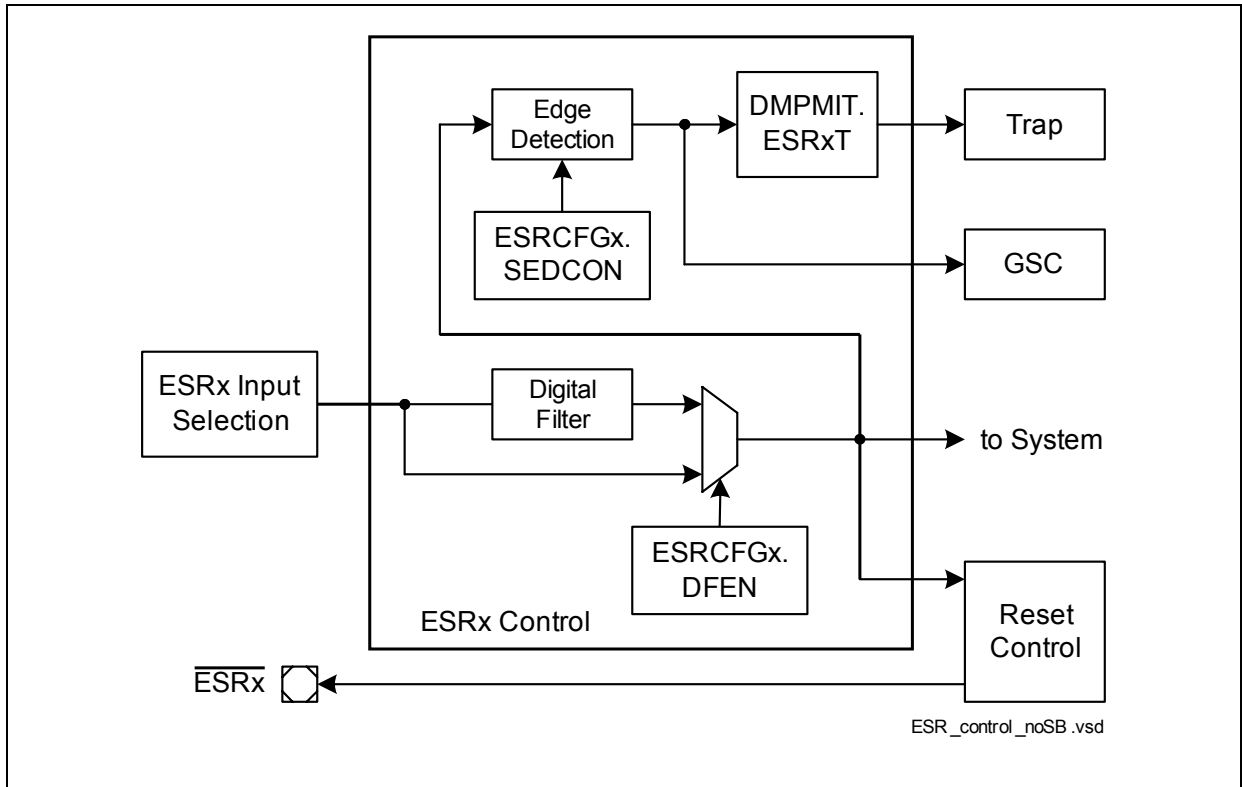 Edge
Detection
DMPMIT.
ESRxT
Trap
ESRCFGx.
SEDCON
GSC
ESRx Input
Selection
Digital
Filter
to System
ESRCFGx.
DFEN
ESRx Control
Reset
Control
ESRx
ESR_control_noSB.vsd